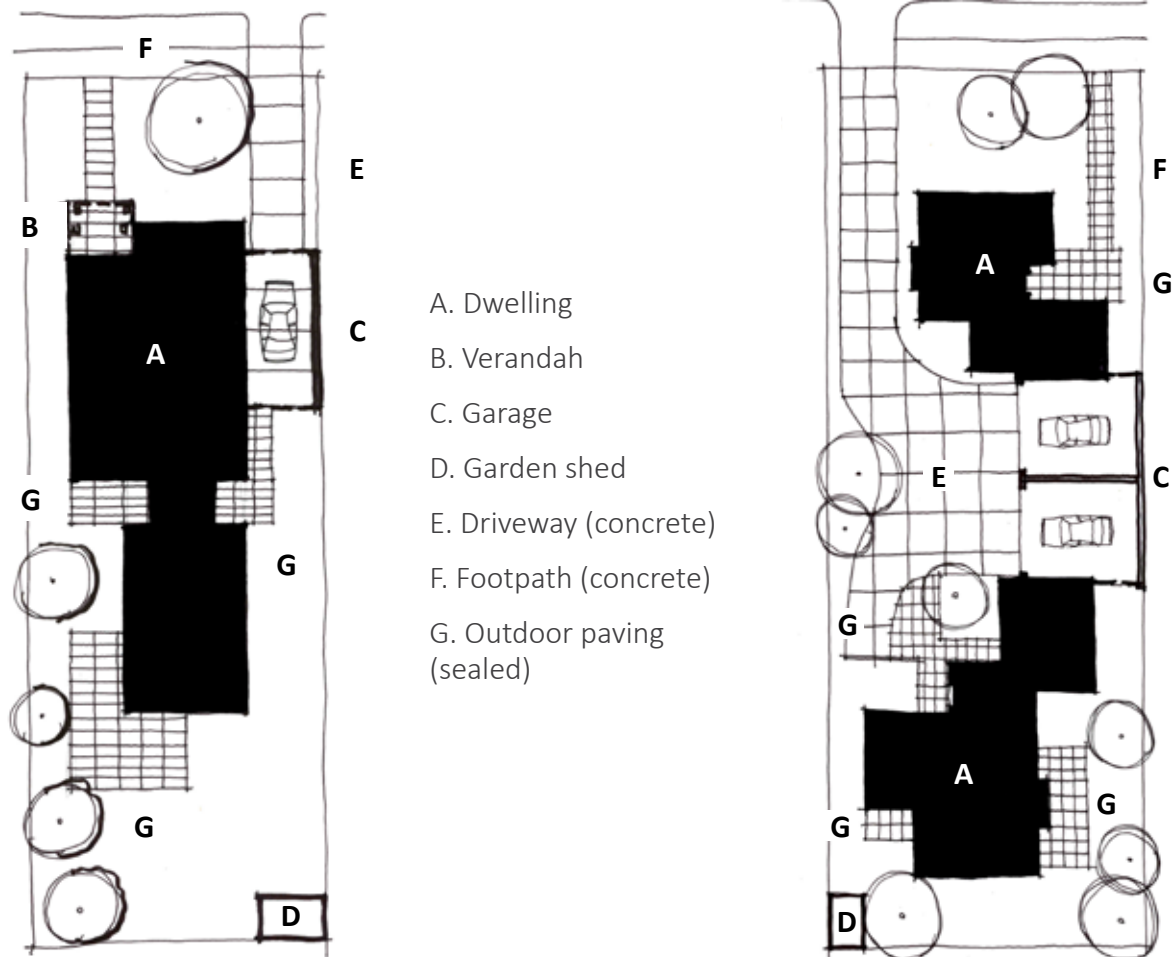 F
E
B
C
A
G
G
G
D
A. Dwelling
B. Verandah
C. Garage
D. Garden shed
E. Driveway (concrete)
F. Footpath (concrete)
G. Outdoor paving
(sealed)
F
A
G
E
C
G
A
G
G
D